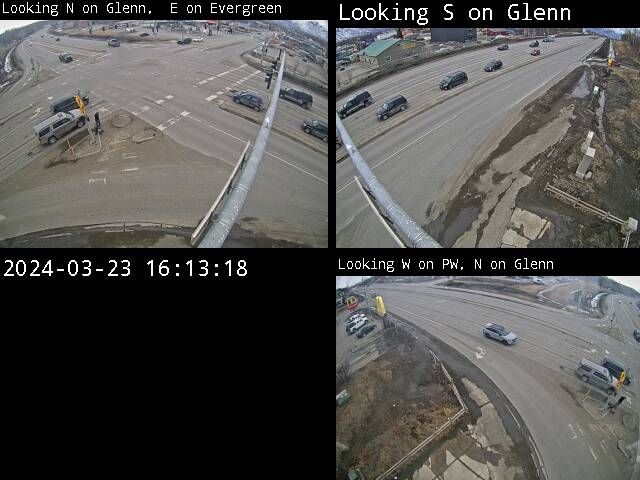 Looking N on Glenn,  E on Evergreen
Looking S on Glenn
2024-03-23 16:13:18
Looking W on PW, N on Glenn